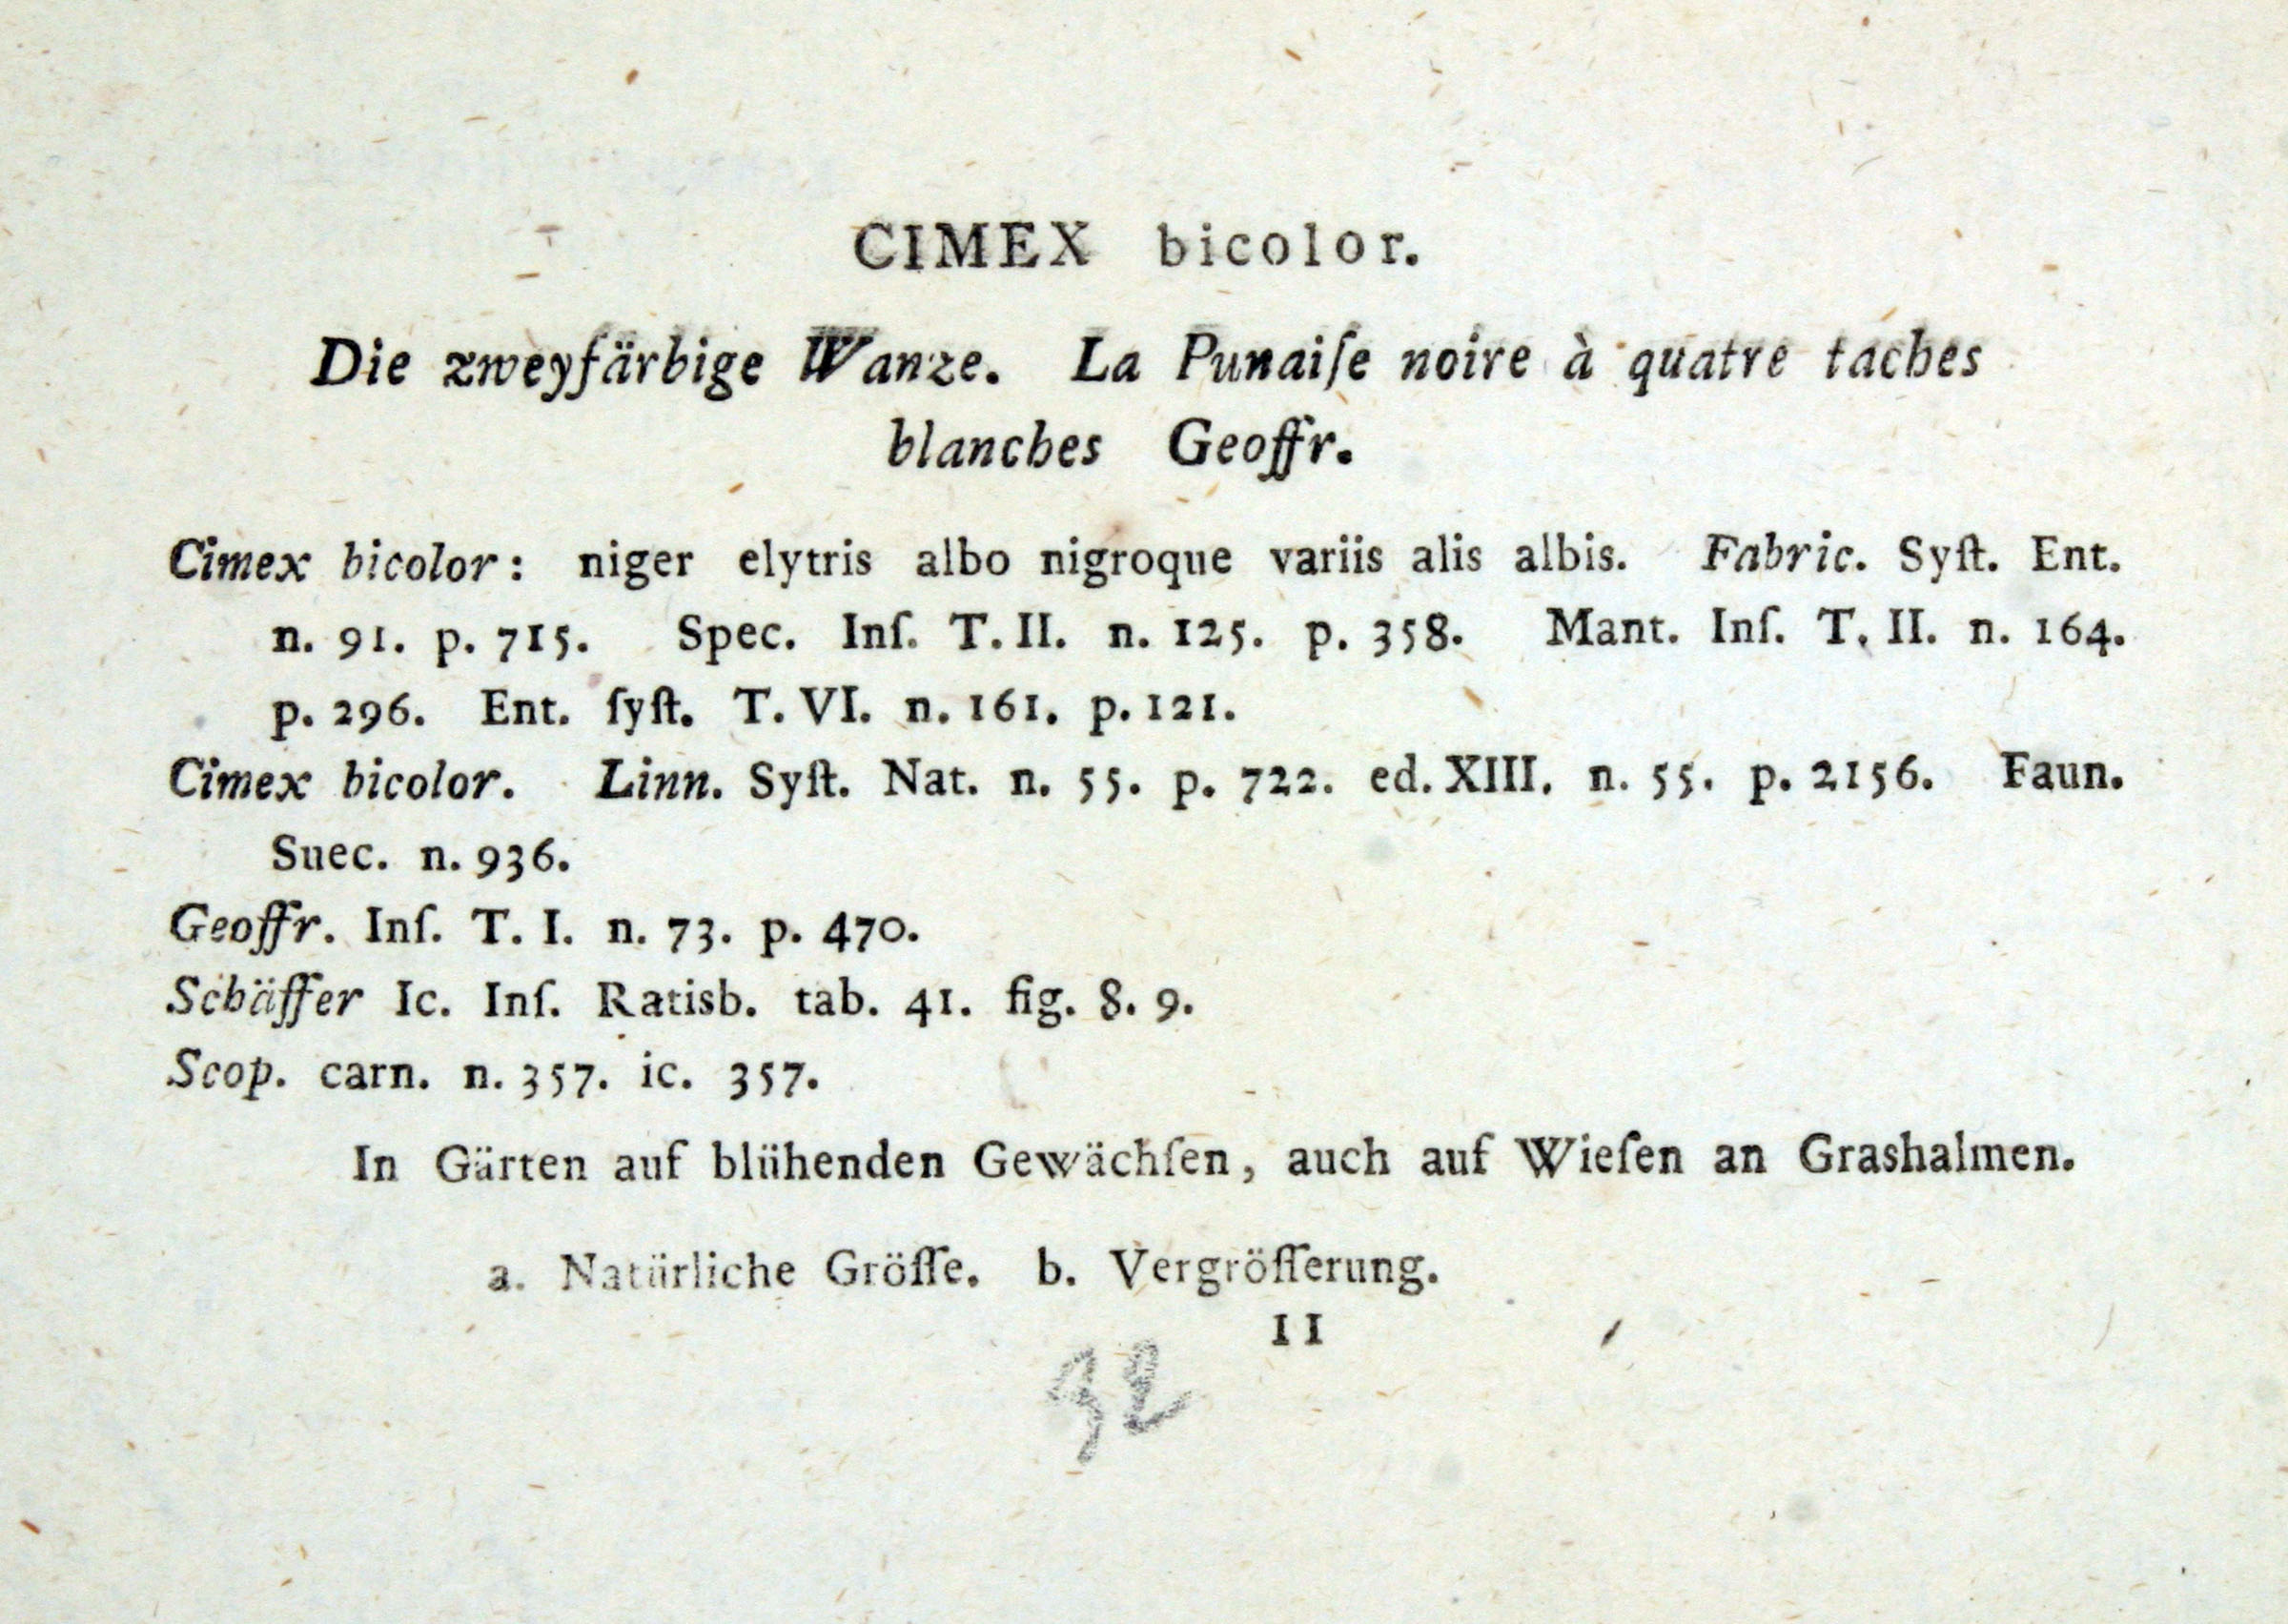 CIMEX bicolor.
Die zweyfärbige Wanze. La Punaiſe noire à quatre taches
blanches Geoffr.
Cimex bicolor: niger elytris albo nigroque variis alis albis. Fabric. Syſt. Ent.
n. 91. p. 715. Spec. Inſ. T. II. n. 125. p. 358. Mant. Inſ. T. II. n. 164.
p. 296. Ent. ſyſt. T. VI. n. 161. p. 121.
Cimex bicolor. Linn. Syſt. Nat. n. 55. p. 722. ed. XIII. n. 55. p. 2156. Faun.
Suec. n. 936.
Geoffr. Inſ. T. I. n. 73. p. 470.
Schäffer Ic. Inſ. Ratisb. tab. 41. fig. 8. 9.
Scop. carn. n. 357. ic. 357.
In Gärten auf blühenden Gewächſen, auch auf Wieſen an Grashalmen.
a. Natürliche Gröſſe. b. Vergröſſerung.
11